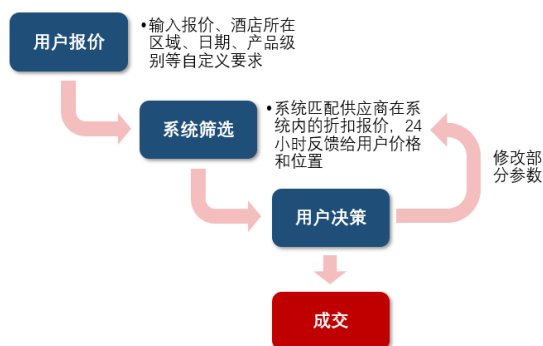 用户报价
•输入报价、酒店所在
区域、日期、产品级
别等自定义要求
系统筛选
•系统匹配供应商在系
统内的折扣报价，24
小时反馈给用户价格
和位置
修改部
分参数
用户决策
成交